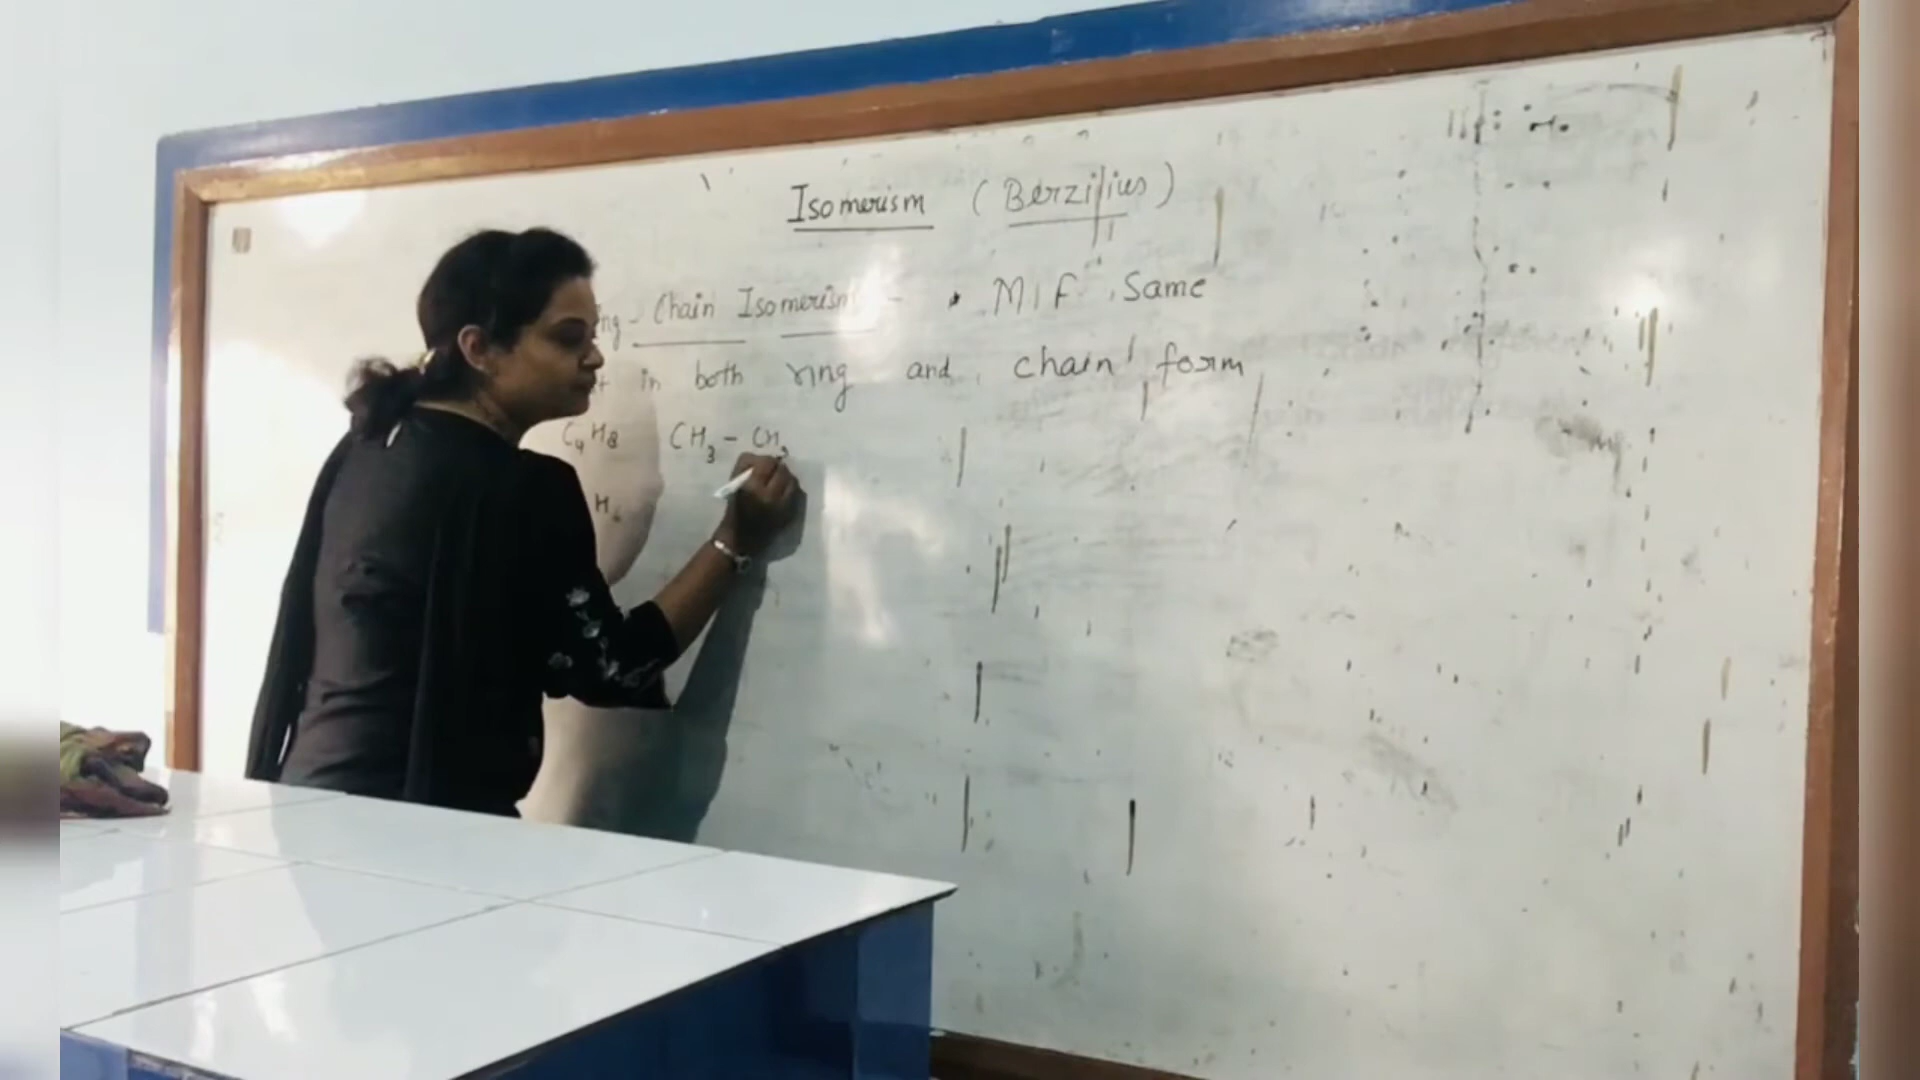 Isomerism (Berzilius)
Chain Isomerism - • M.F. Same
in both ring and chain form
C₄H₈ CH₃ - CH₂